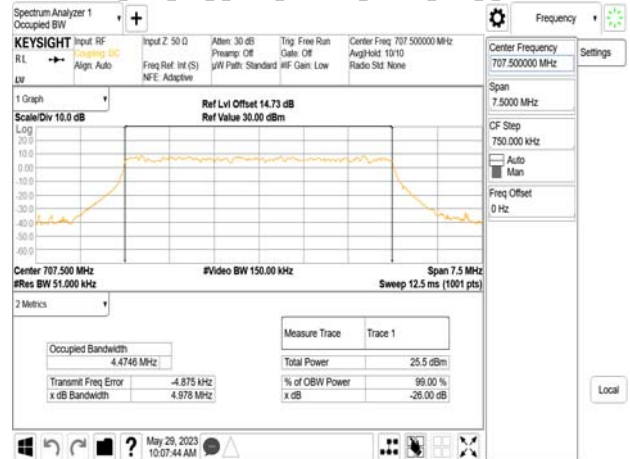 Spectrum Analyzer 1
Occupied BW
Frequency
KEYSIGHT
Input: RF
Coupling: DC
Align: Auto
Input Z: 50 Ω
Freq Ref: Int (S)
NFE: Adaptive
Atten: 30 dB
Preamp: Off
µW Path: Standard
Trig: Free Run
Gate: Off
#IF Gain: Low
Center Freq: 707.500000 MHz
Avg|Hold: 10/10
Radio Std: None
RL
LV
Center Frequency
707.500000 MHz
Settings
Span
7.5000 MHz
CF Step
750.000 kHz
Auto
Man
Freq Offset
0 Hz
Local
1 Graph
Scale/Div 10.0 dB
Ref Lvl Offset 14.73 dB
Ref Value 30.00 dBm
Log
20.0
10.0
0.00
-10.0
-20.0
-30.0
-40.0
-50.0
-60.0
Center 707.500 MHz
#Res BW 51.000 kHz
#Video BW 150.00 kHz
Span 7.5 MHz
Sweep 12.5 ms (1001 pts)
2 Metrics
Measure Trace Trace 1
Occupied Bandwidth
4.4746 MHz
Total Power 25.5 dBm
Transmit Freq Error -4.875 kHz
% of OBW Power 99.00 %
x dB Bandwidth 4.978 MHz
x dB -26.00 dB
May 29, 2023
10:07:44 AM